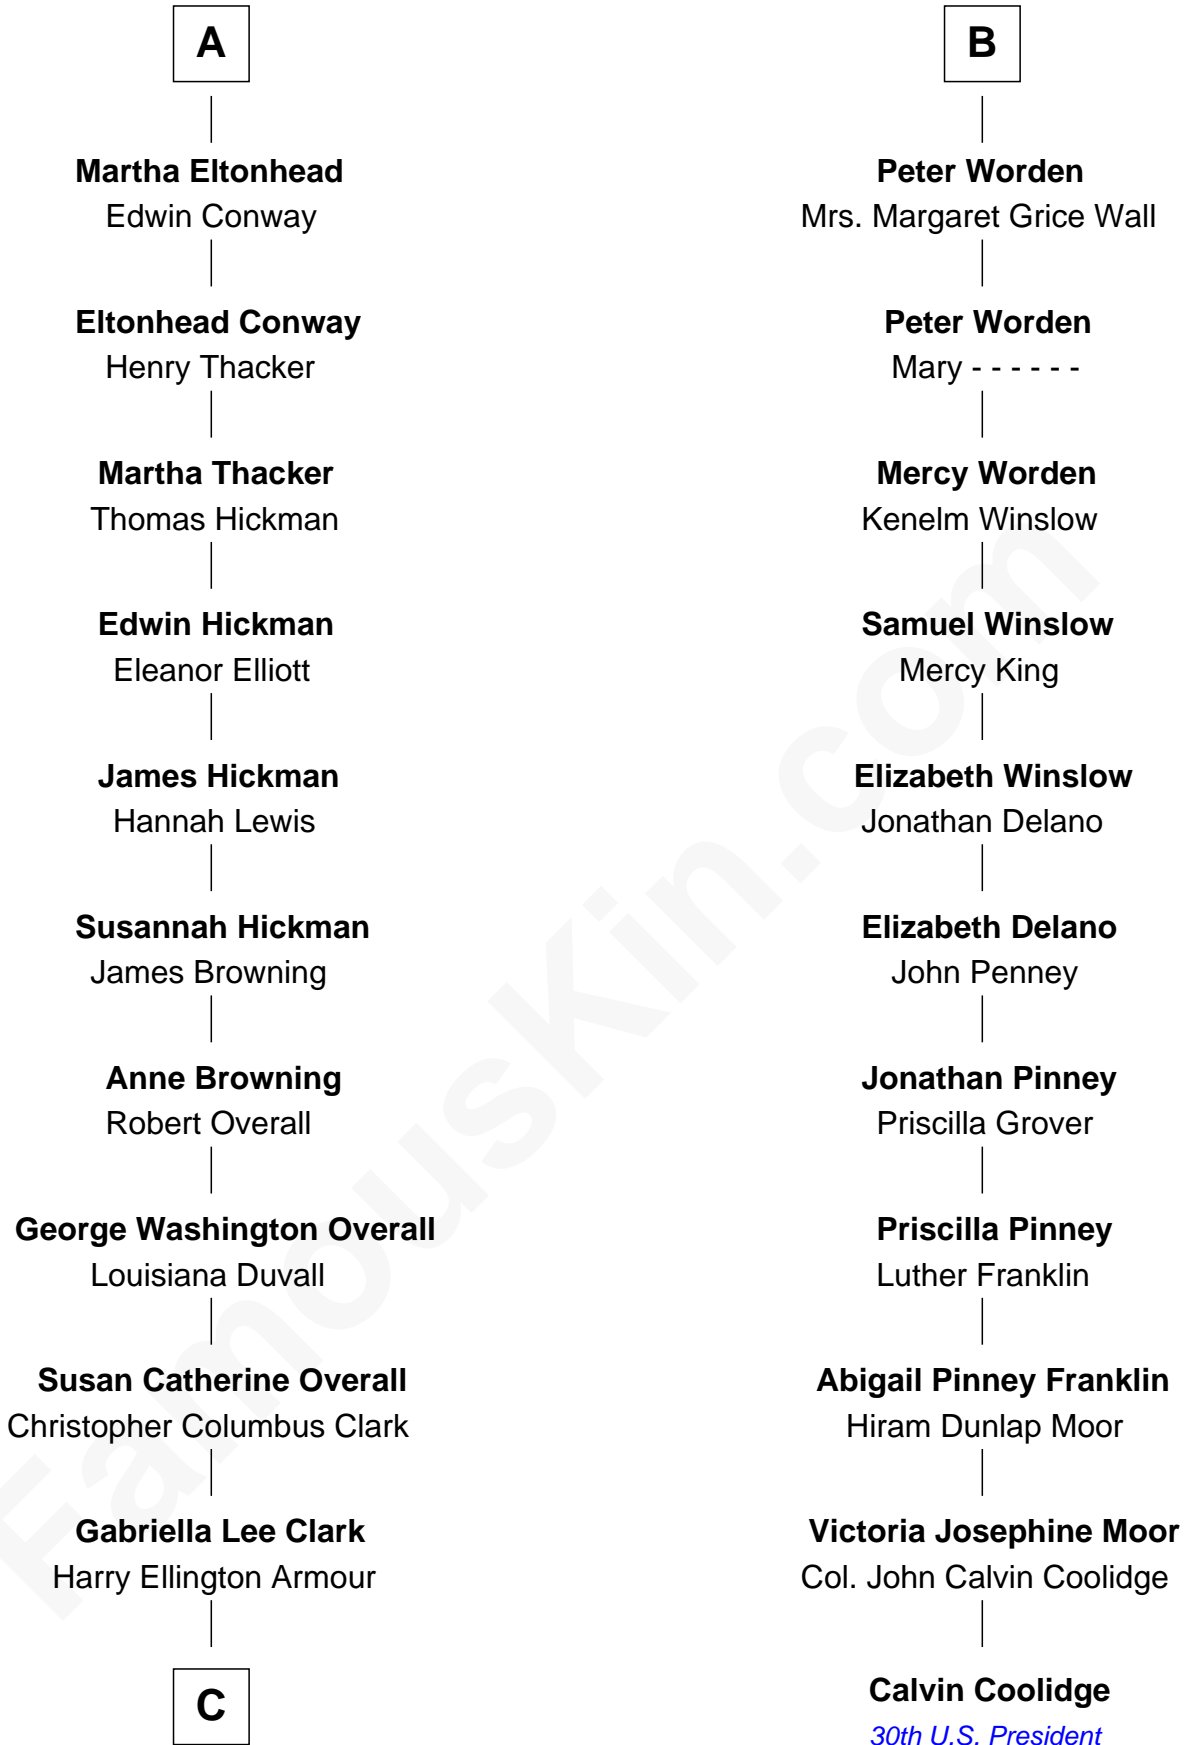 A
Martha Eltonhead
Edwin Conway
Eltonhead Conway
Henry Thacker
Martha Thacker
Thomas Hickman
Edwin Hickman
Eleanor Elliott
James Hickman
Hannah Lewis
Susannah Hickman
James Browning
Anne Browning
Robert Overall
George Washington Overall
Louisiana Duvall
Susan Catherine Overall
Christopher Columbus Clark
Gabriella Lee Clark
Harry Ellington Armour
C
B
Peter Worden
Mrs. Margaret Grice Wall
Peter Worden
Mary - - - - - -
Mercy Worden
Kenelm Winslow
Samuel Winslow
Mercy King
Elizabeth Winslow
Jonathan Delano
Elizabeth Delano
John Penney
Jonathan Pinney
Priscilla Grover
Priscilla Pinney
Luther Franklin
Abigail Pinney Franklin
Hiram Dunlap Moor
Victoria Josephine Moor
Col. John Calvin Coolidge
Calvin Coolidge
30th U.S. President
FamousKin.com